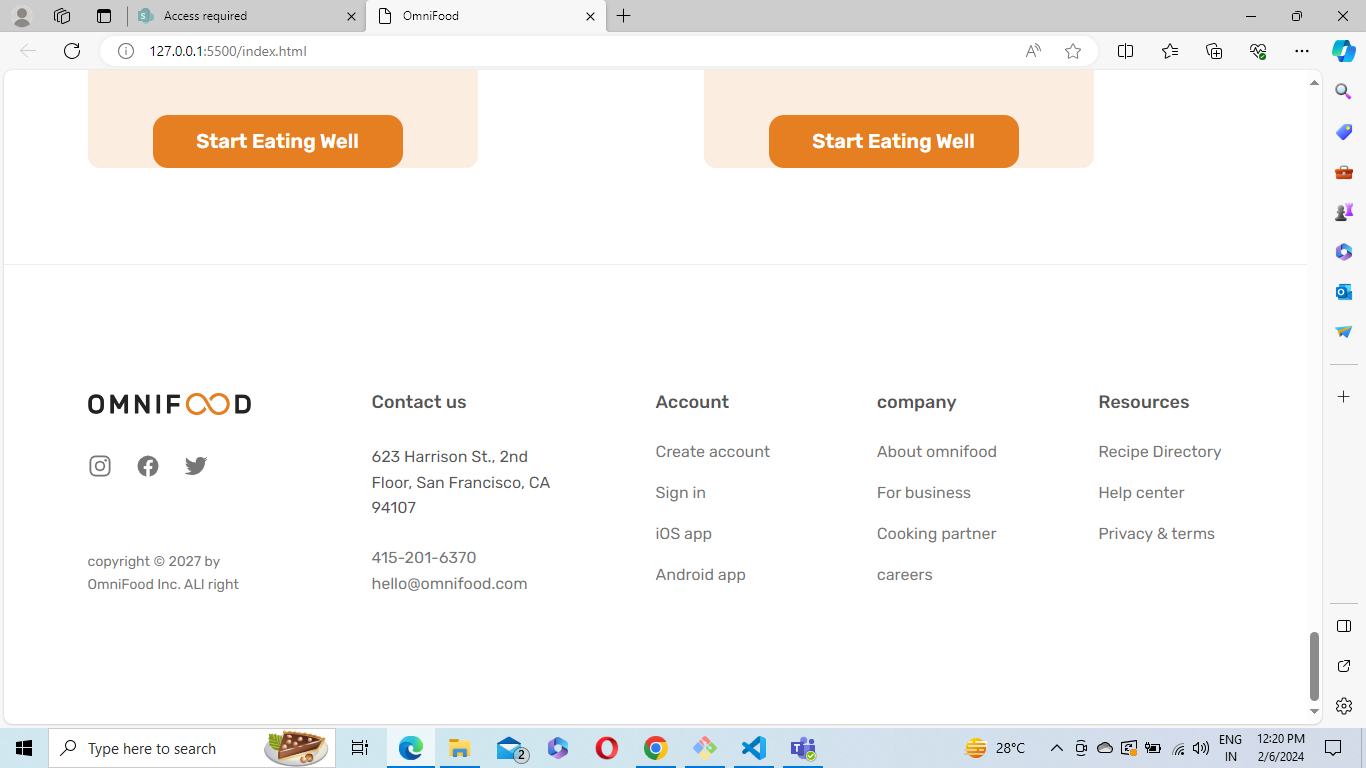 Access required
OmniFood
127.0.0.1:5500/index.html
Start Eating Well
Start Eating Well
OMNIFOOD
copyright © 2027 by
OmniFood Inc. ALl right
Contact us
623 Harrison St., 2nd
Floor, San Francisco, CA
94107
415-201-6370
hello@omnifood.com
Account
Create account
Sign in
iOS app
Android app
company
About omnifood
For business
Cooking partner
careers
Resources
Recipe Directory
Help center
Privacy & terms
Type here to search
2
28°C
ENG
IN
12:20 PM
2/6/2024